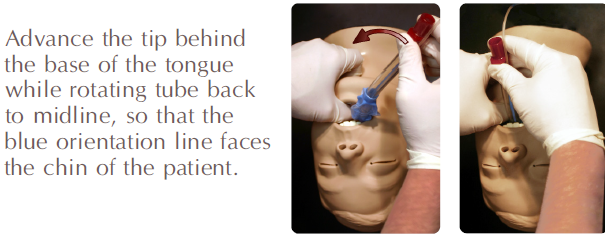 Advance the tip behind
the base of the tongue
while rotating tube back
to midline, so that the
blue orientation line faces
the chin of the patient.